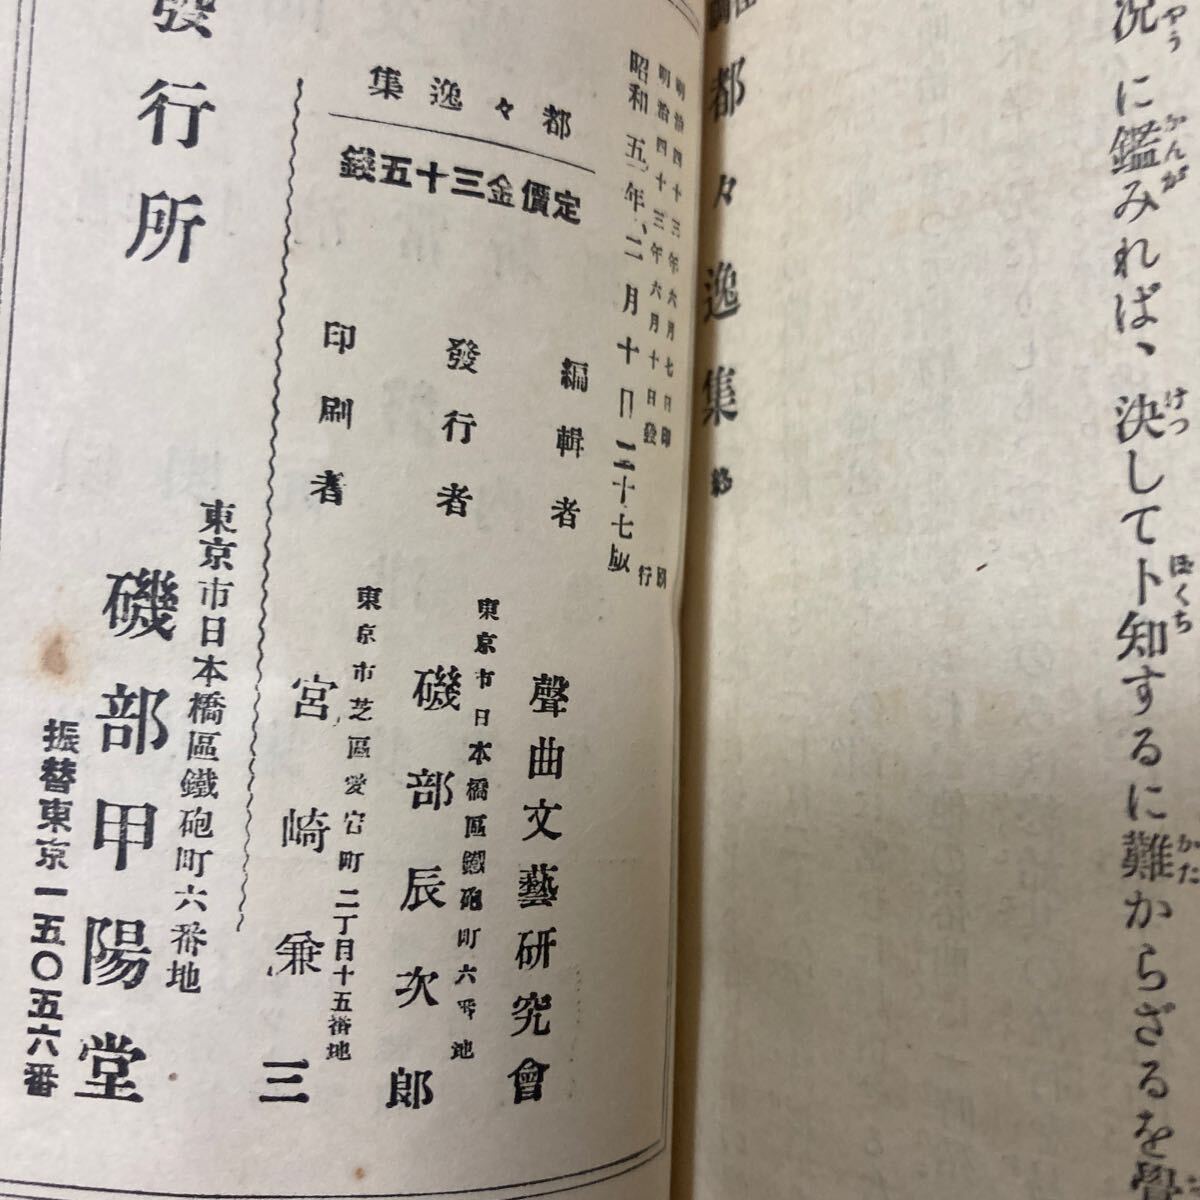 況に鑑みれば、決して卜知するに難からざるを
都々逸集 終
明治四十三年六月七日印刷
明治四十三年六月十日發行
昭和五年二月十日二十七版
都々逸集
定價金三十五錢
編輯者 聲曲文藝研究會
東京市日本橋區鐵砲町六番地
發行者 磯部辰次郎
東京市芝區愛宕町二丁目十五番地
印刷者 宮崎兼三
東京市日本橋區鐵砲町六番地
發行所 磯部甲陽堂
振替東京一五〇五六番